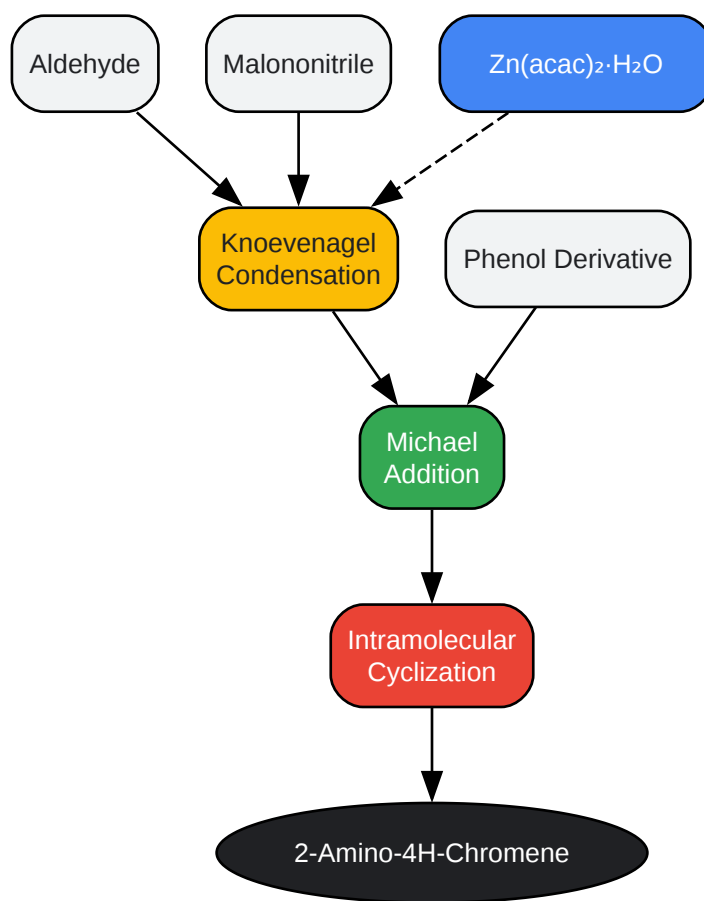 Aldehyde
Malononitrile
Zn(acac)₂·H₂O
Knoevenagel
Condensation
Phenol Derivative
Michael
Addition
Intramolecular
Cyclization
2-Amino-4H-Chromene